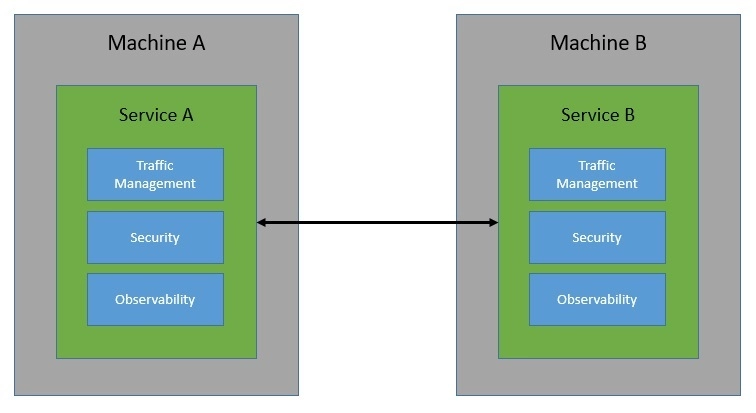 Machine A
Service A
Traffic
Management
Security
Observability
Machine B
Service B
Traffic
Management
Security
Observability